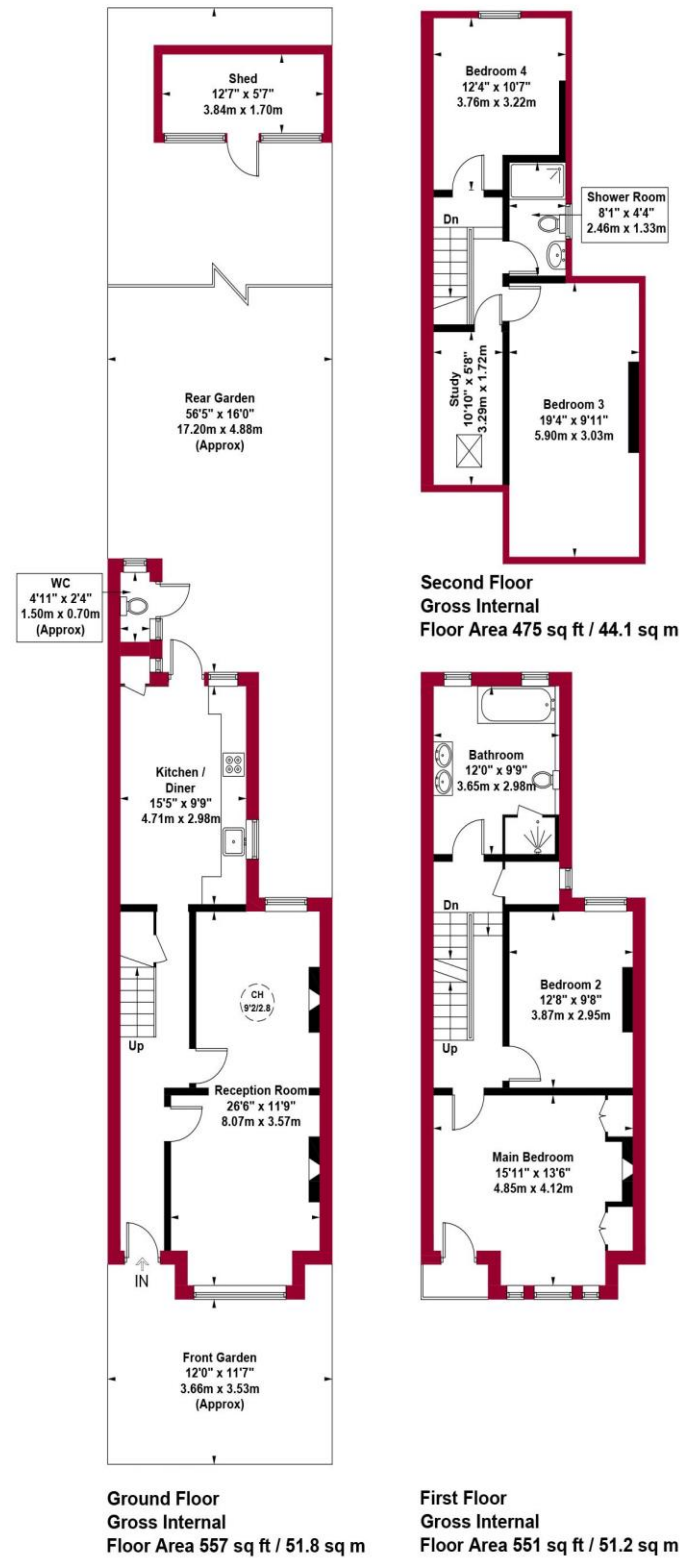 Shed
12'7" x 5'7"
3.84m x 1.70m
Rear Garden
56'5" x 16'0"
17.20m x 4.88m
(Approx)
WC
4'11" x 2'4"
1.50m x 0.70m
(Approx)
Kitchen /
Diner
15'5" x 9'9"
4.71m x 2.98m
CH
9'2/2.8
Up
Reception Room
26'6" x 11'9"
8.07m x 3.57m
IN
Front Garden
12'0" x 11'7"
3.66m x 3.53m
(Approx)
Ground Floor
Gross Internal
Floor Area 557 sq ft / 51.8 sq m
Bedroom 4
12'4" x 10'7"
3.76m x 3.22m
Shower Room
8'1" x 4'4"
2.46m x 1.33m
Dn
Study
10'10" x 5'8"
3.29m x 1.72m
Bedroom 3
19'4" x 9'11"
5.90m x 3.03m
Second Floor
Gross Internal
Floor Area 475 sq ft / 44.1 sq m
Bathroom
12'0" x 9'9"
3.65m x 2.98m
Dn
Bedroom 2
12'8" x 9'8"
3.87m x 2.95m
Up
Main Bedroom
15'11" x 13'6"
4.85m x 4.12m
First Floor
Gross Internal
Floor Area 551 sq ft / 51.2 sq m